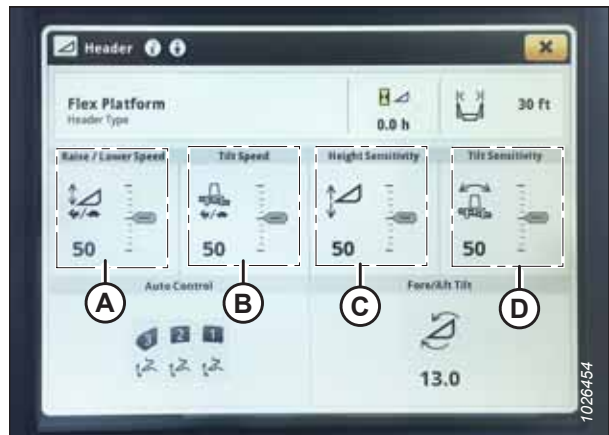 Header
Flex Platform
Header Type
0.0 h
30 ft
Raise / Lower Speed
Tilt Speed
Height Sensitivity
Tilt Sensitivity
50
50
50
50
A
B
C
D
Auto Control
Fore/Aft Tilt
3 2 1
13.0
1026454